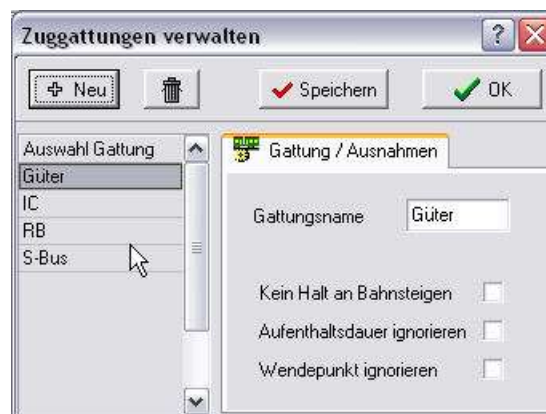 Zuggattungen verwalten
Neu
Speichern
OK
Auswahl Gattung
Güter
IC
RB
S-Bus
Gattung / Ausnahmen
Gattungsname Güter
Kein Halt an Bahnsteigen
Aufenthaltsdauer ignorieren
Wendepunkt ignorieren